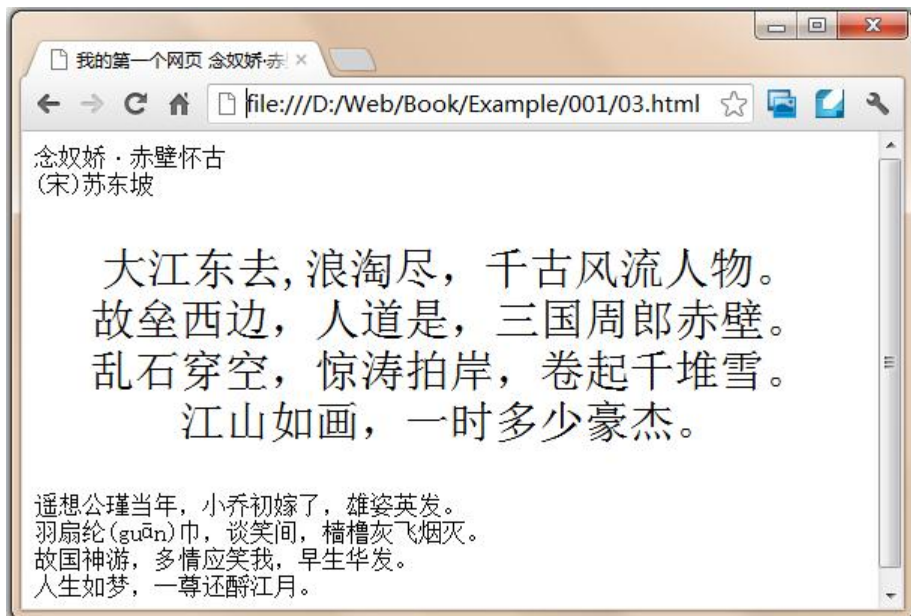 我的第一个网页 念奴娇·赤
file:///D:/Web/Book/Example/001/03.html
念奴娇·赤壁怀古
(宋)苏东坡
大江东去,浪淘尽，千古风流人物。
故垒西边，人道是，三国周郎赤壁。
乱石穿空，惊涛拍岸，卷起千堆雪。
江山如画，一时多少豪杰。
遥想公瑾当年，小乔初嫁了，雄姿英发。
羽扇纶(guān)巾，谈笑间，樯橹灰飞烟灭。
故国神游，多情应笑我，早生华发。
人生如梦，一尊还酹江月。